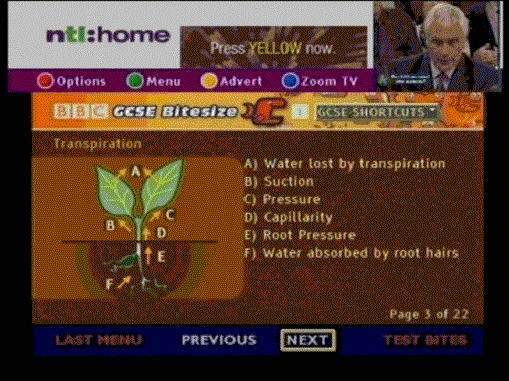 ntl:home
Press YELLOW now.
Options
Menu
Advert
Zoom TV
BBC GCSE Bitesize
GCSE SHORTCUTS
Transpiration
A) Water lost by transpiration
B) Suction
C) Pressure
D) Capillarity
E) Root Pressure
F) Water absorbed by root hairs
A
B
C
D
E
F
Page 3 of 22
LAST MENU
PREVIOUS
NEXT
TEST BITES